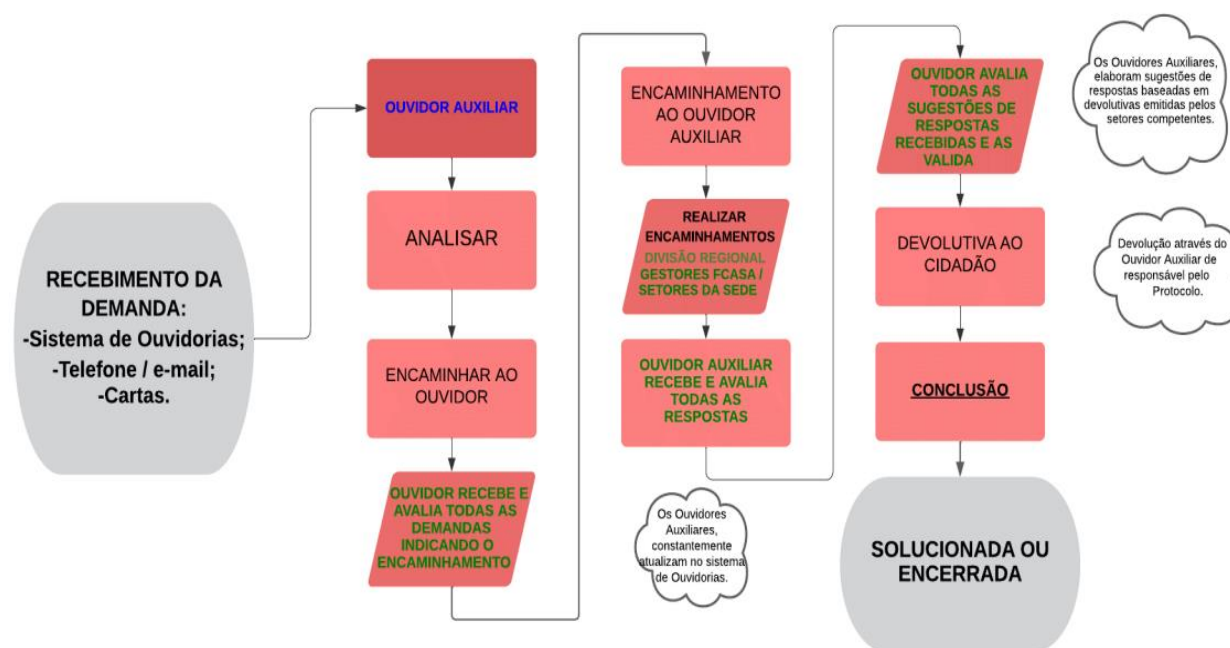 RECEBIMENTO DA
DEMANDA:
-Sistema de Ouvidorias;
-Telefone / e-mail;
-Cartas.
OUVIDOR AUXILIAR
ANALISAR
ENCAMINHAR AO
OUVIDOR
OUVIDOR RECEBE E
AVALIA TODAS AS
DEMANDAS
INDICANDO O
ENCAMINHAMENTO
ENCAMINHAMENTO
AO OUVIDOR
AUXILIAR
REALIZAR
ENCAMINHAMENTOS
DIVISÃO REGIONAL
GESTORES FCASA /
SETORES DA SEDE
OUVIDOR AUXILIAR
RECEBE E AVALIA
TODAS AS
RESPOSTAS
Os Ouvidores
Auxiliares,
constantemente
atualizam no sistema
de Ouvidorias.
OUVIDOR AVALIA
TODAS AS
SUGESTÕES DE
RESPOSTAS
RECEBIDAS E AS
VALIDA
DEVOLUTIVA AO
CIDADÃO
CONCLUSÃO
SOLUCIONADA OU
ENCERRADA
Os Ouvidores Auxiliares,
elaboram sugestões de
respostas baseadas em
devolutivas emitidas pelos
setores competentes.
Devolução através do
Ouvidor Auxiliar de
responsável pelo
Protocolo.